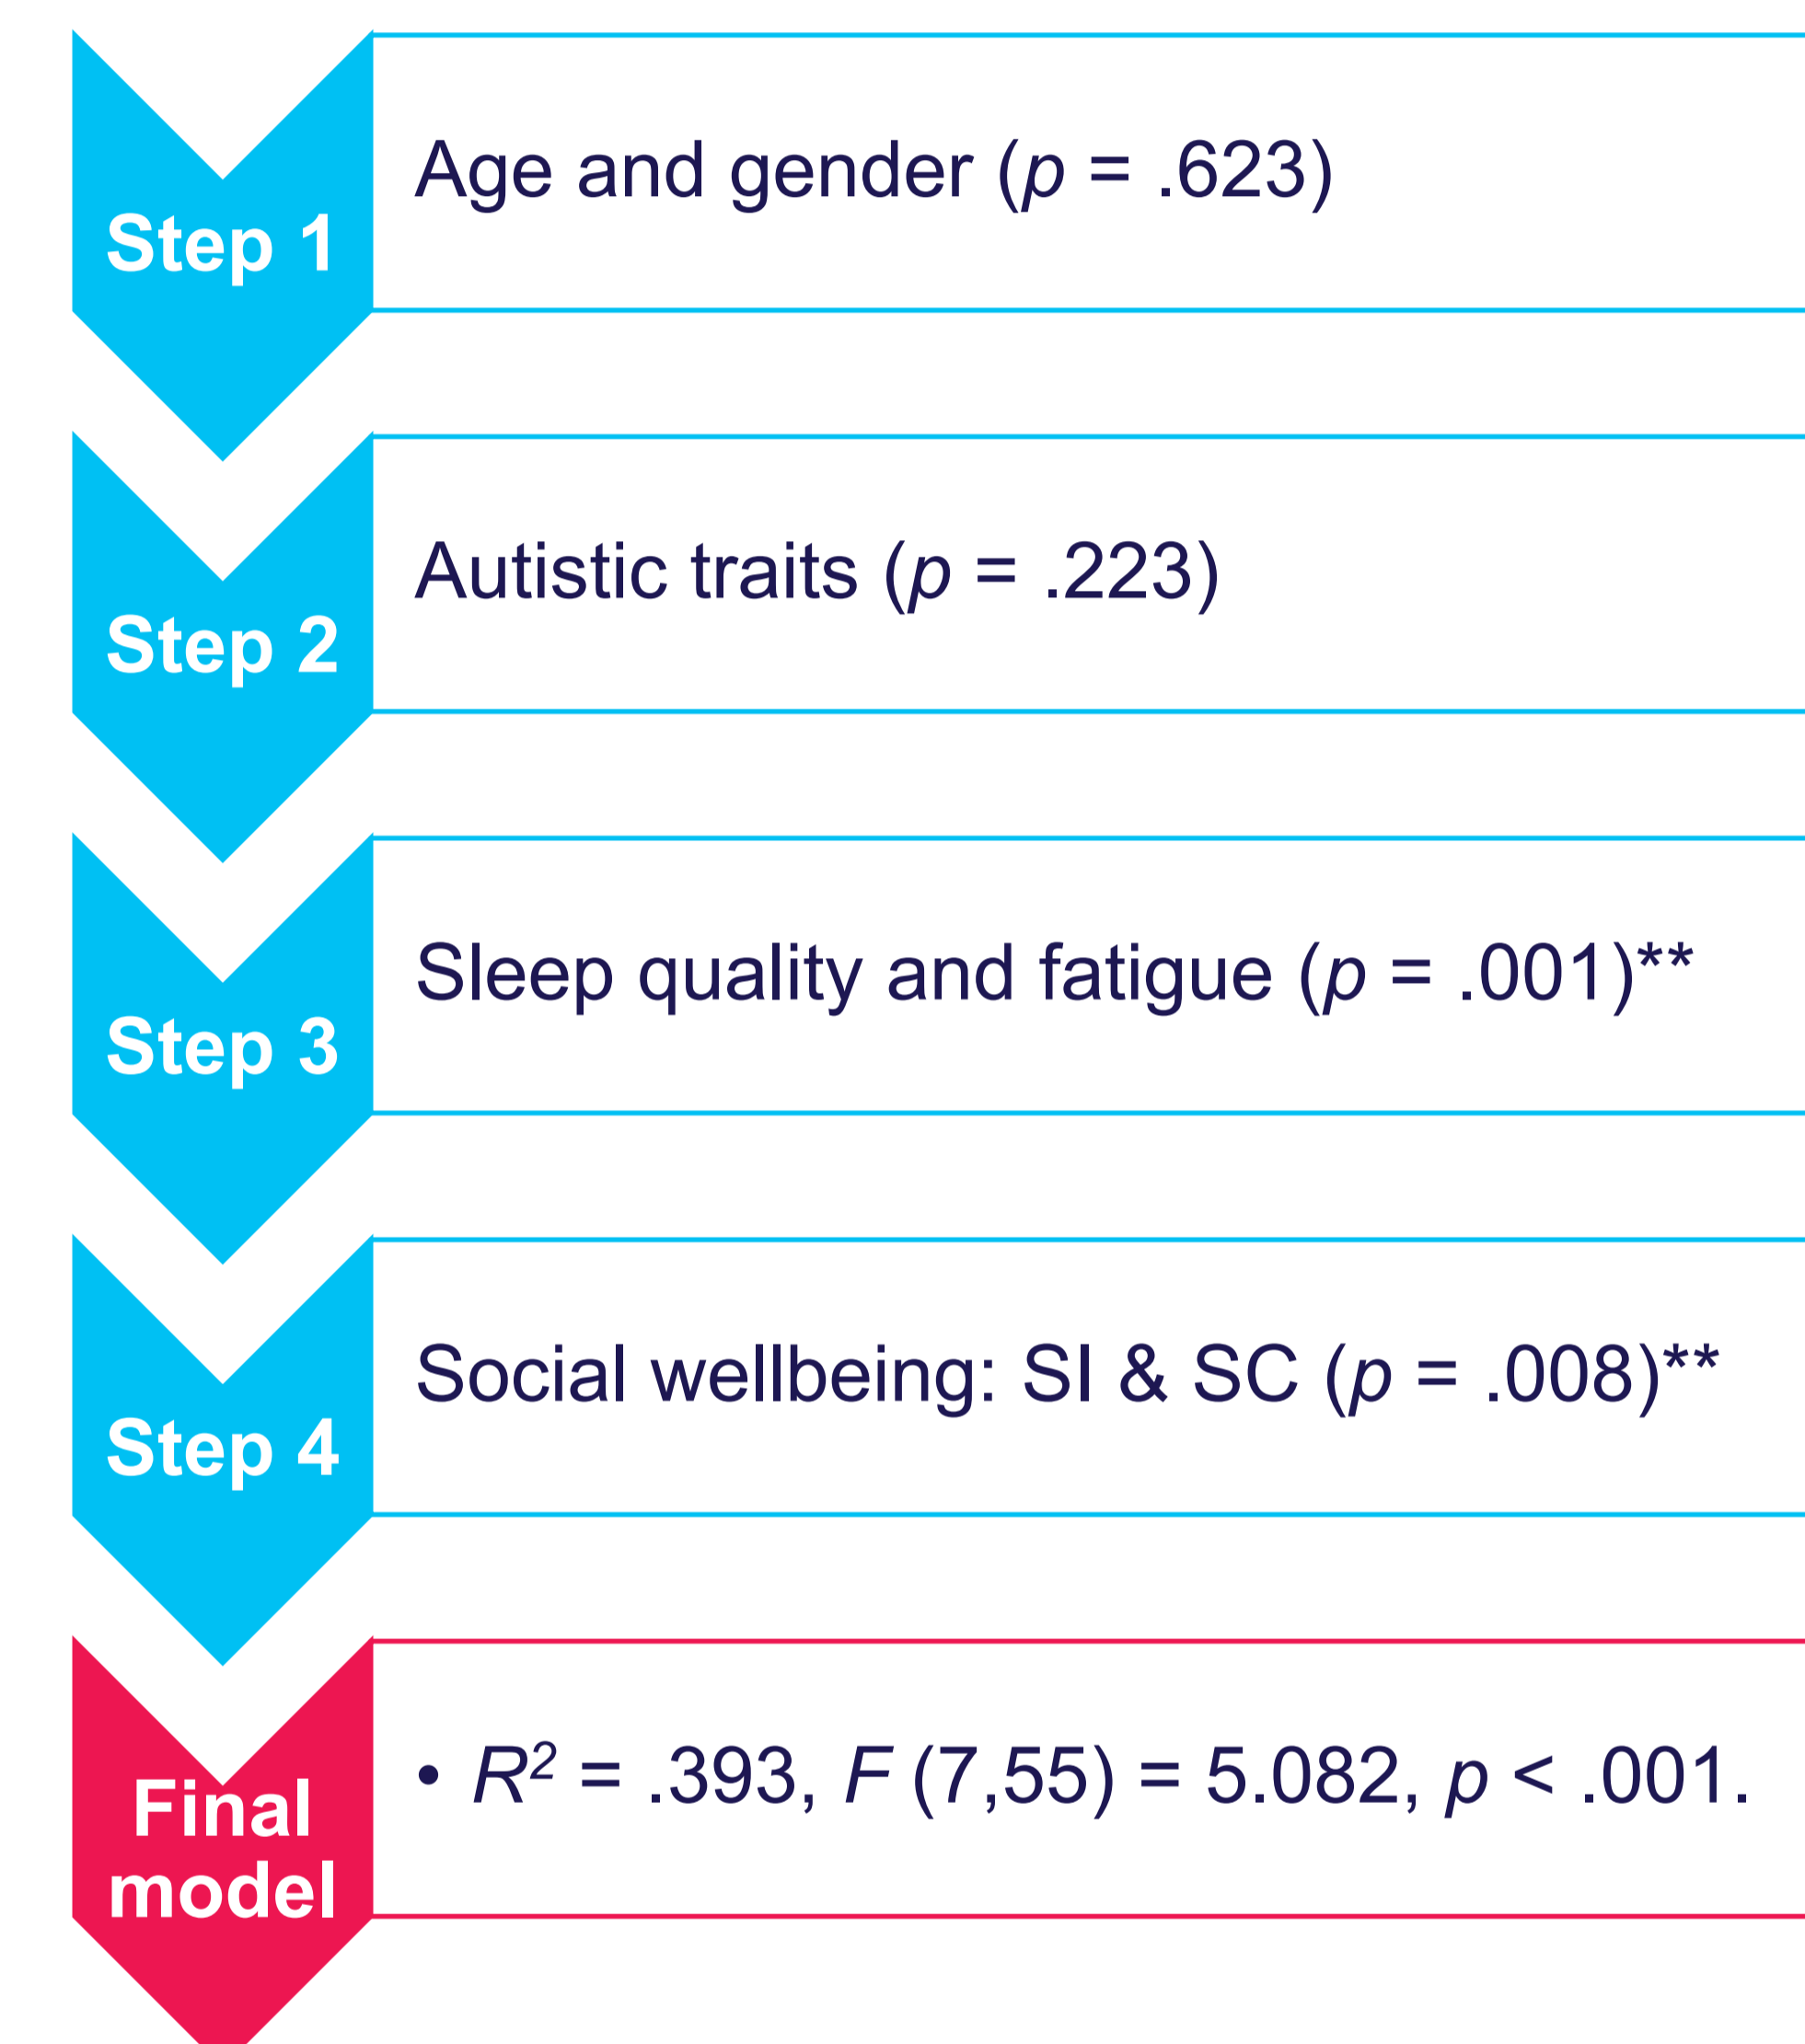 Step 1
Age and gender (p = .623)
Step 2
Autistic traits (p = .223)
Step 3
Sleep quality and fatigue (p = .001)**
Step 4
Social wellbeing: SI & SC (p = .008)**
Final
model
• R² = .393, F (7,55) = 5.082, p < .001.